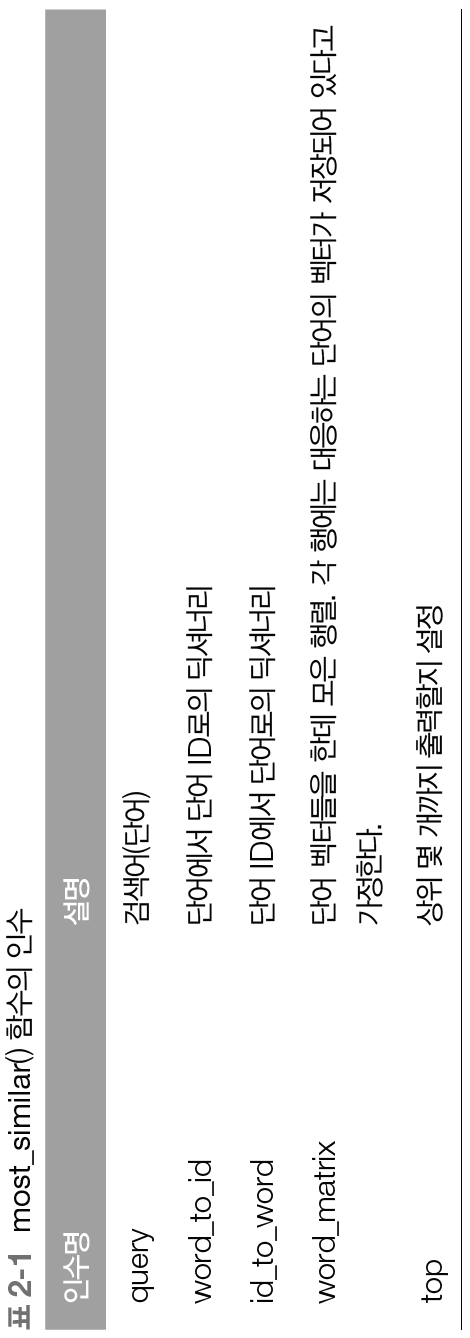 표 2-1 most_similar() 함수의 인수
인수명 설명
query 검색어(단어)
word_to_id 단어에서 단어 ID로의 딕셔너리
id_to_word 단어 ID에서 단어로의 딕셔너리
word_matrix 단어 벡터들을 한데 모은 행렬. 각 행에는 대응하는 단어의 벡터가 저장되어 있다고
가정한다.
top 상위 몇 개까지 출력할지 설정